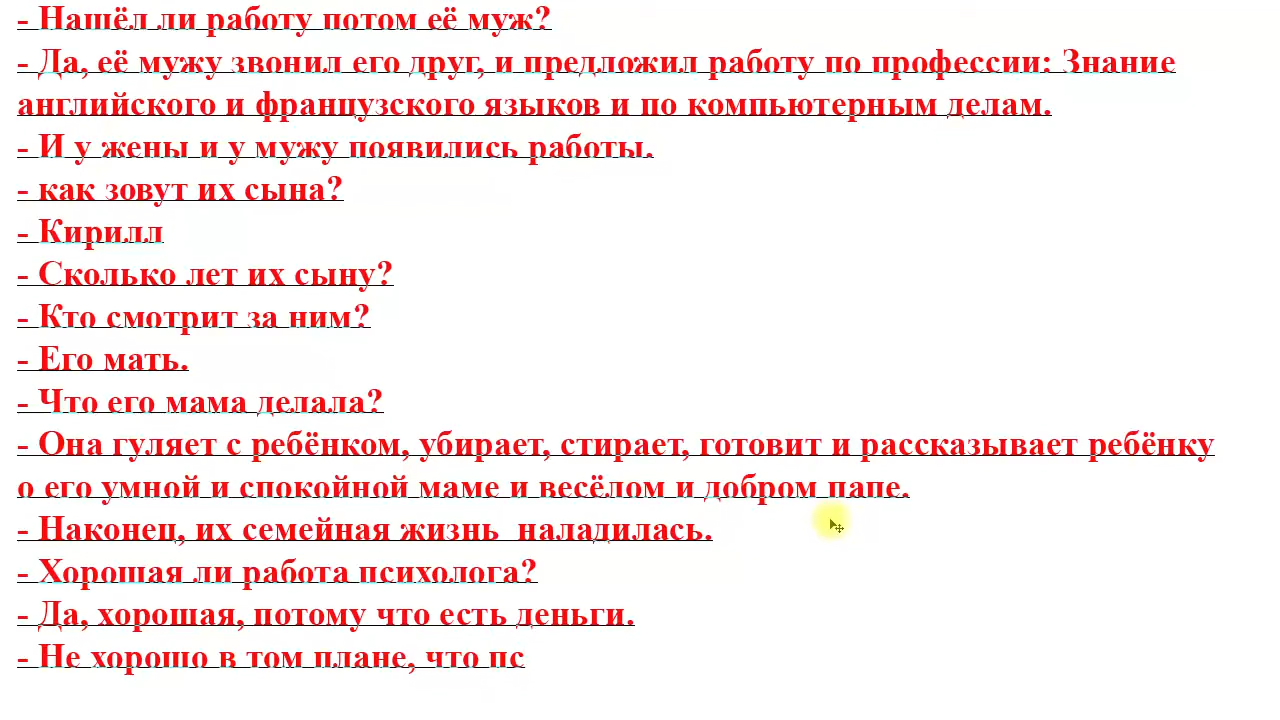 - Нашёл ли работу потом её муж?
- Да, её мужу звонил его друг, и предложил работу по профессии: Знание
английского и французского языков и по компьютерным делам.
- И у жены и у мужу появились работы.
- как зовут их сына?
- Кирилл
- Сколько лет их сыну?
- Кто смотрит за ним?
- Его мать.
- Что его мама делала?
- Она гуляет с ребёнком, убирает, стирает, готовит и рассказывает ребёнку
о его умной и спокойной маме и весёлом и добром папе.
- Наконец, их семейная жизнь  наладилась.
- Хорошая ли работа психолога?
- Да, хорошая, потому что есть деньги.
- Не хорошо в том плане, что пс